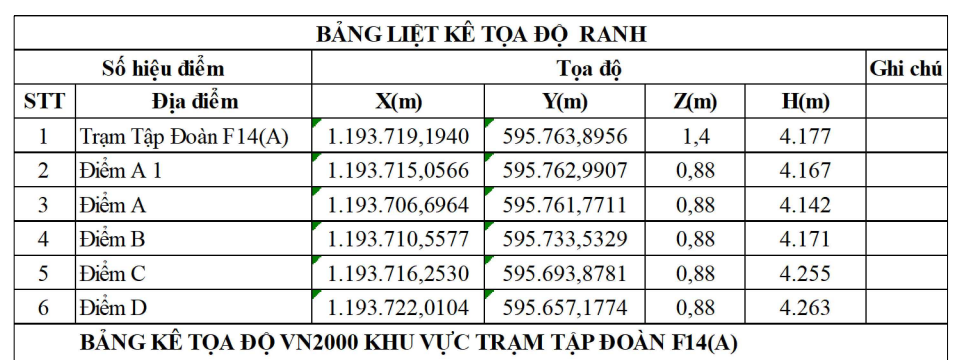 BẢNG LIỆT KÊ TỌA ĐỘ RANH
Số hiệu điểm Tọa độ Ghi chú
STT Địa điểm X(m) Y(m) Z(m) H(m)
1 Trạm Tập Đoàn F14(A) 1.193.719,1940 595.763,8956 1,4 4.177
2 Điểm A 1 1.193.715,0566 595.762,9907 0,88 4.167
3 Điểm A 1.193.706,6964 595.761,7711 0,88 4.142
4 Điểm B 1.193.710,5577 595.733,5329 0,88 4.171
5 Điểm C 1.193.716,2530 595.693,8781 0,88 4.255
6 Điểm D 1.193.722,0104 595.657,1774 0,88 4.263
BẢNG KÊ TỌA ĐỘ VN2000 KHU VỰC TRẠM TẬP ĐOÀN F14(A)